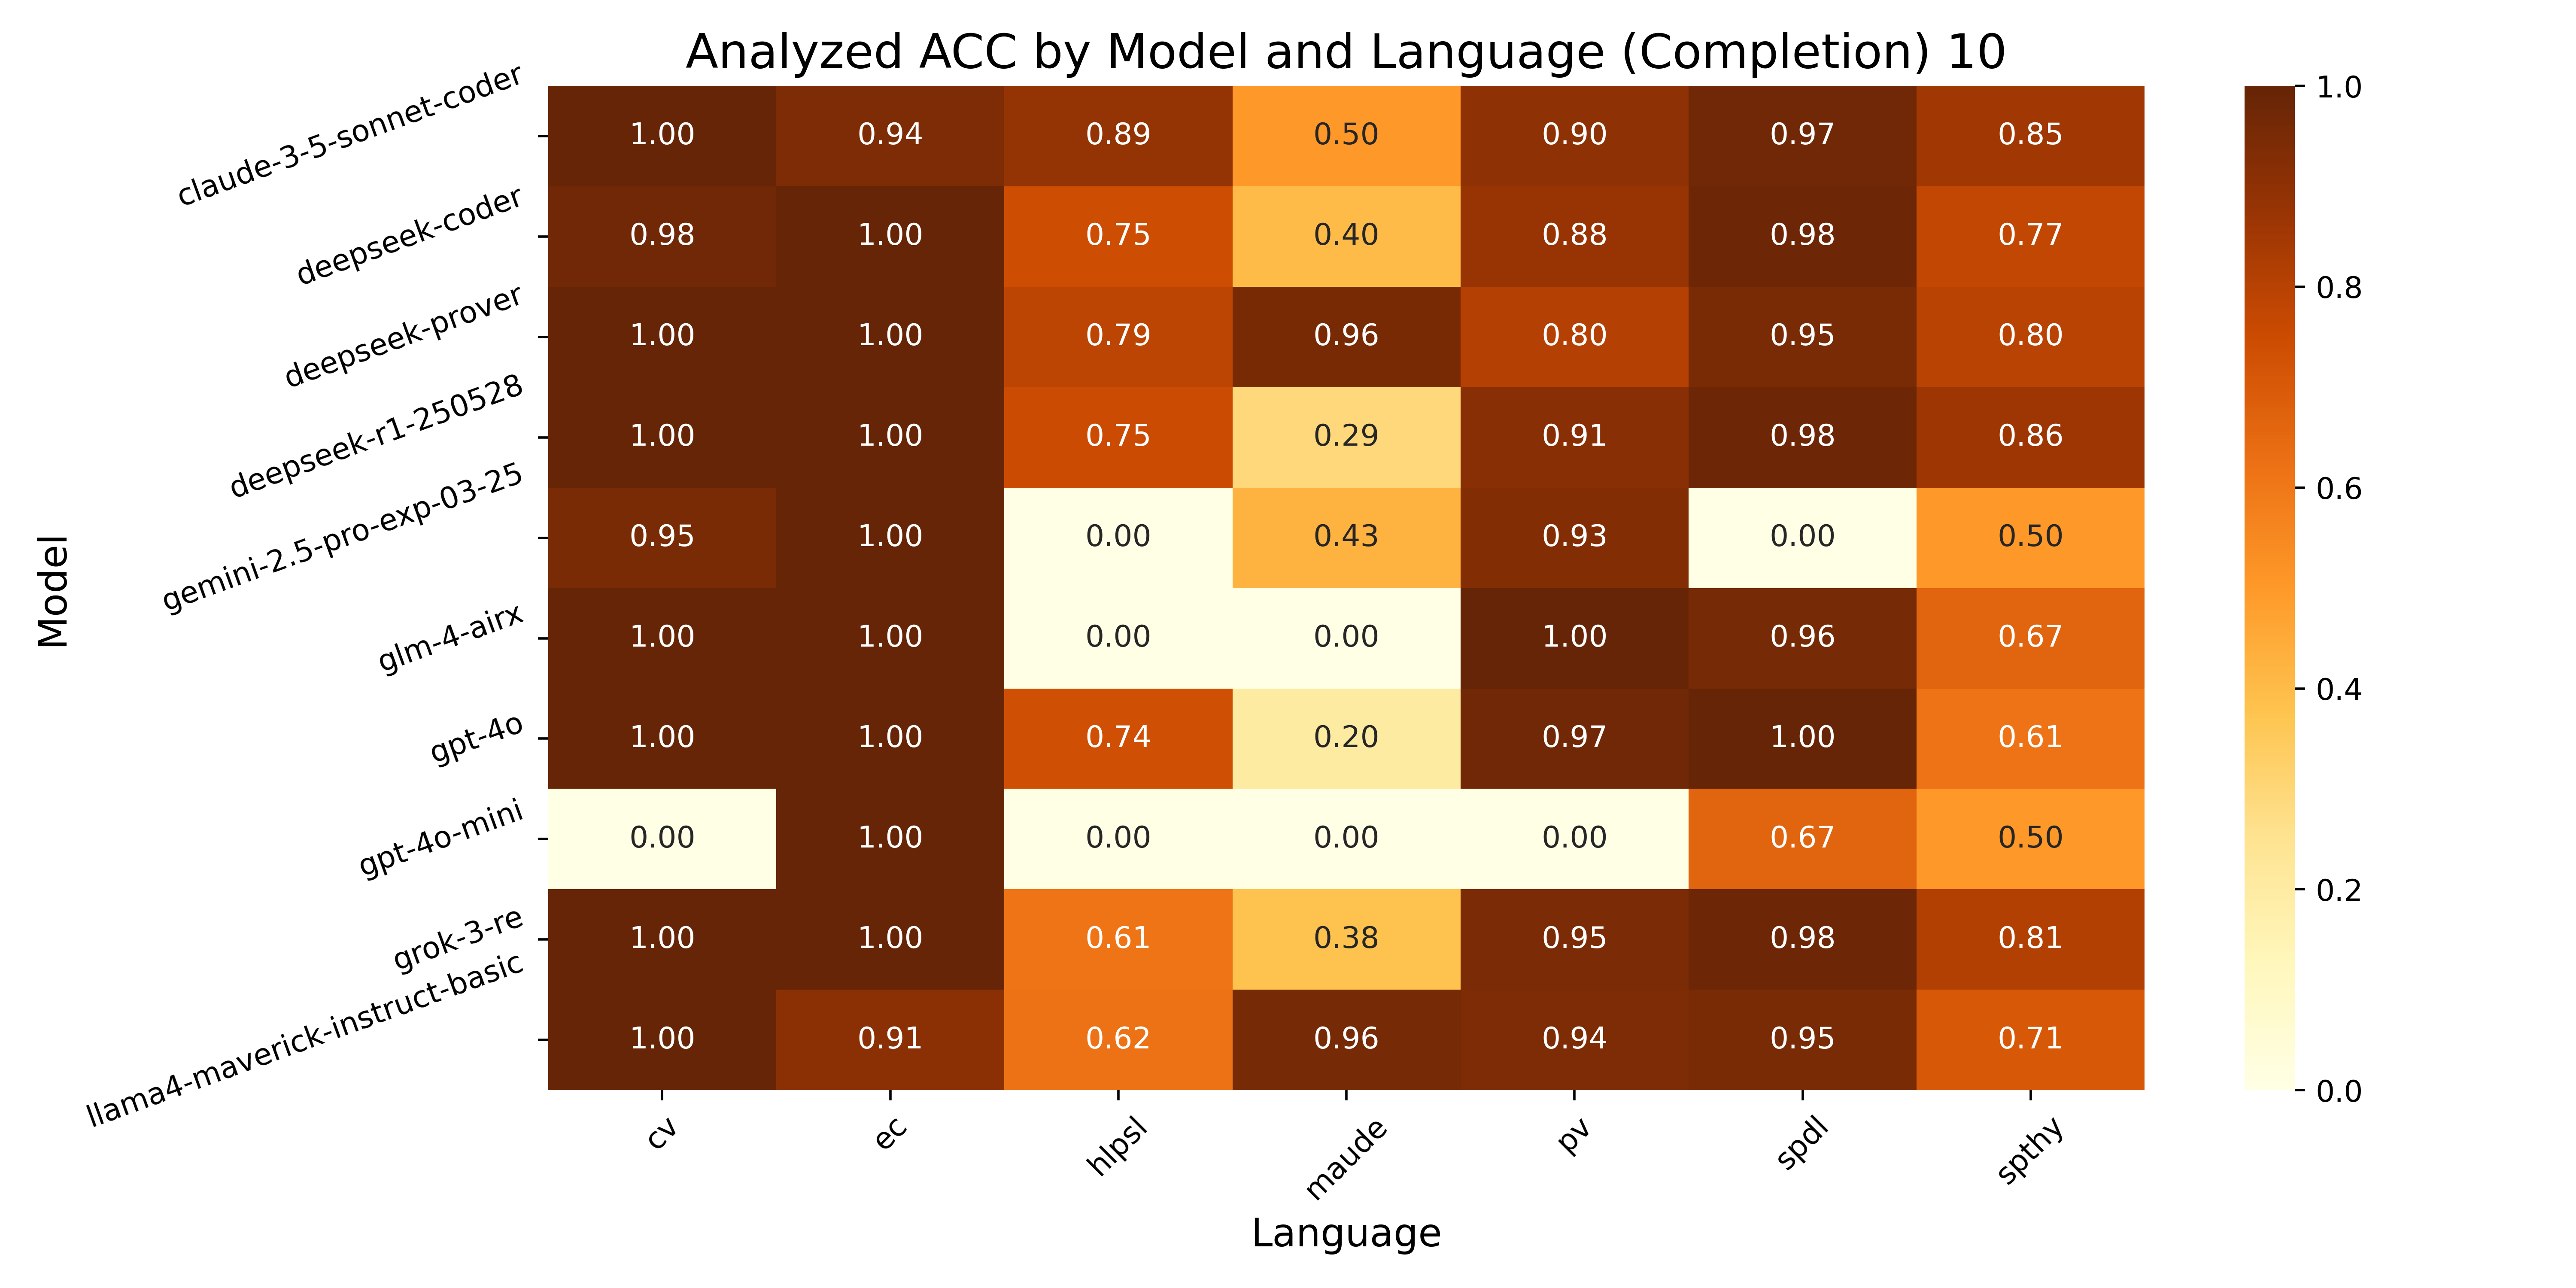 Analyzed ACC by Model and Language (Completion) 10
Model
claude-3-5-sonnet-coder 1.00 0.94 0.89 0.50 0.90 0.97 0.85
deepseek-coder 0.98 1.00 0.75 0.40 0.88 0.98 0.77
deepseek-prover 1.00 1.00 0.79 0.96 0.80 0.95 0.80
deepseek-r1-250528 1.00 1.00 0.75 0.29 0.91 0.98 0.86
gemini-2.5-pro-exp-03-25 0.95 1.00 0.00 0.43 0.93 0.00 0.50
glm-4-airx 1.00 1.00 0.00 0.00 1.00 0.96 0.67
gpt-4o 1.00 1.00 0.74 0.20 0.97 1.00 0.61
gpt-4o-mini 0.00 1.00 0.00 0.00 0.00 0.67 0.50
grok-3-re 1.00 1.00 0.61 0.38 0.95 0.98 0.81
llama4-maverick-instruct-basic 1.00 0.91 0.62 0.96 0.94 0.95 0.71
cv ec hlpsl maude pv spdl spthy
Language
1.0
0.8
0.6
0.4
0.2
0.0